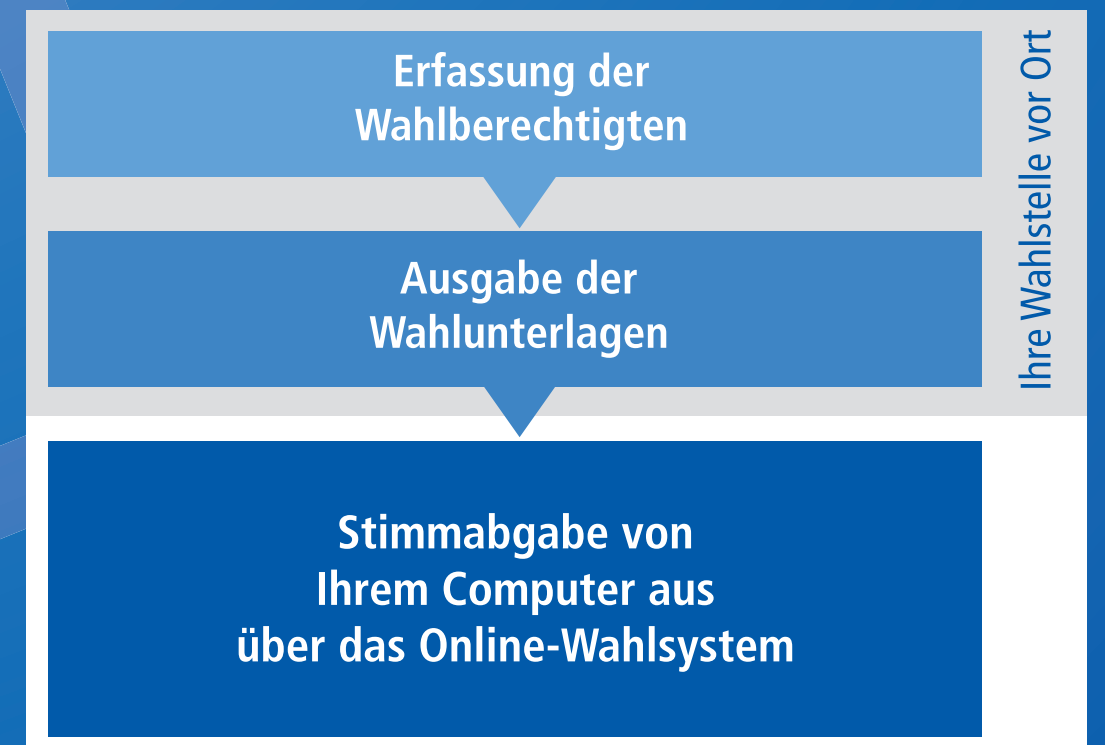 Erfassung der
Wahlberechtigten
Ausgabe der
Wahlunterlagen
Ihre Wahlstelle vor Ort
Stimmabgabe von
Ihrem Computer aus
über das Online-Wahlsystem